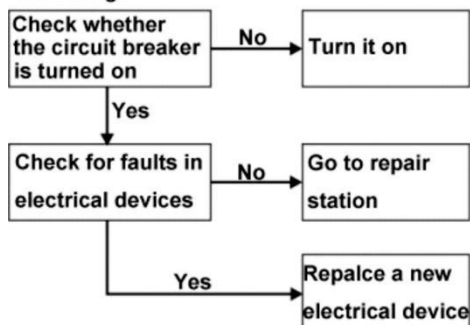 Check whether
the circuit breaker
is turned on
No
Turn it on
Yes
Check for faults in
electrical devices
No
Go to repair
station
Yes
Repalce a new
electrical device